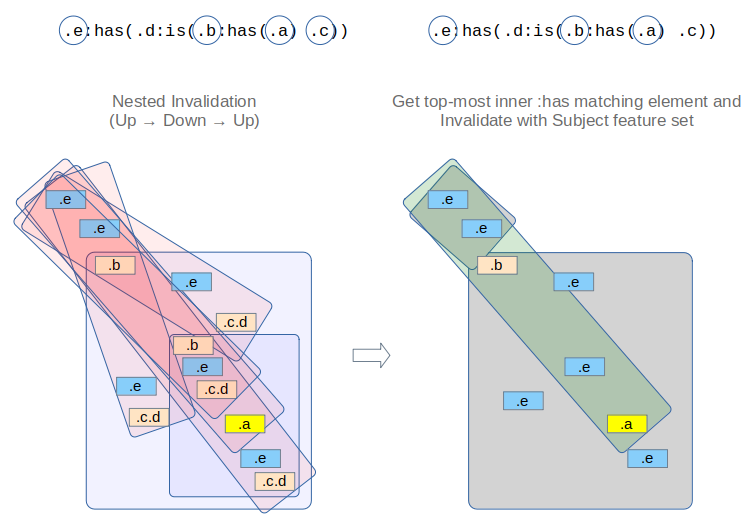 .e:has(.d:is(.b:has(.a) .c)) .e:has(.d:is(.b:has(.a) .c))
Nested Invalidation
(Up → Down → Up)
Get top-most inner :has matching element and
Invalidate with Subject feature set
.e
.e
.b
.e
.c.d
.b
.e
.e
.c.d
.c.d
.a
.e
.c.d
.e
.e
.b
.e
.e
.e
.a
.e